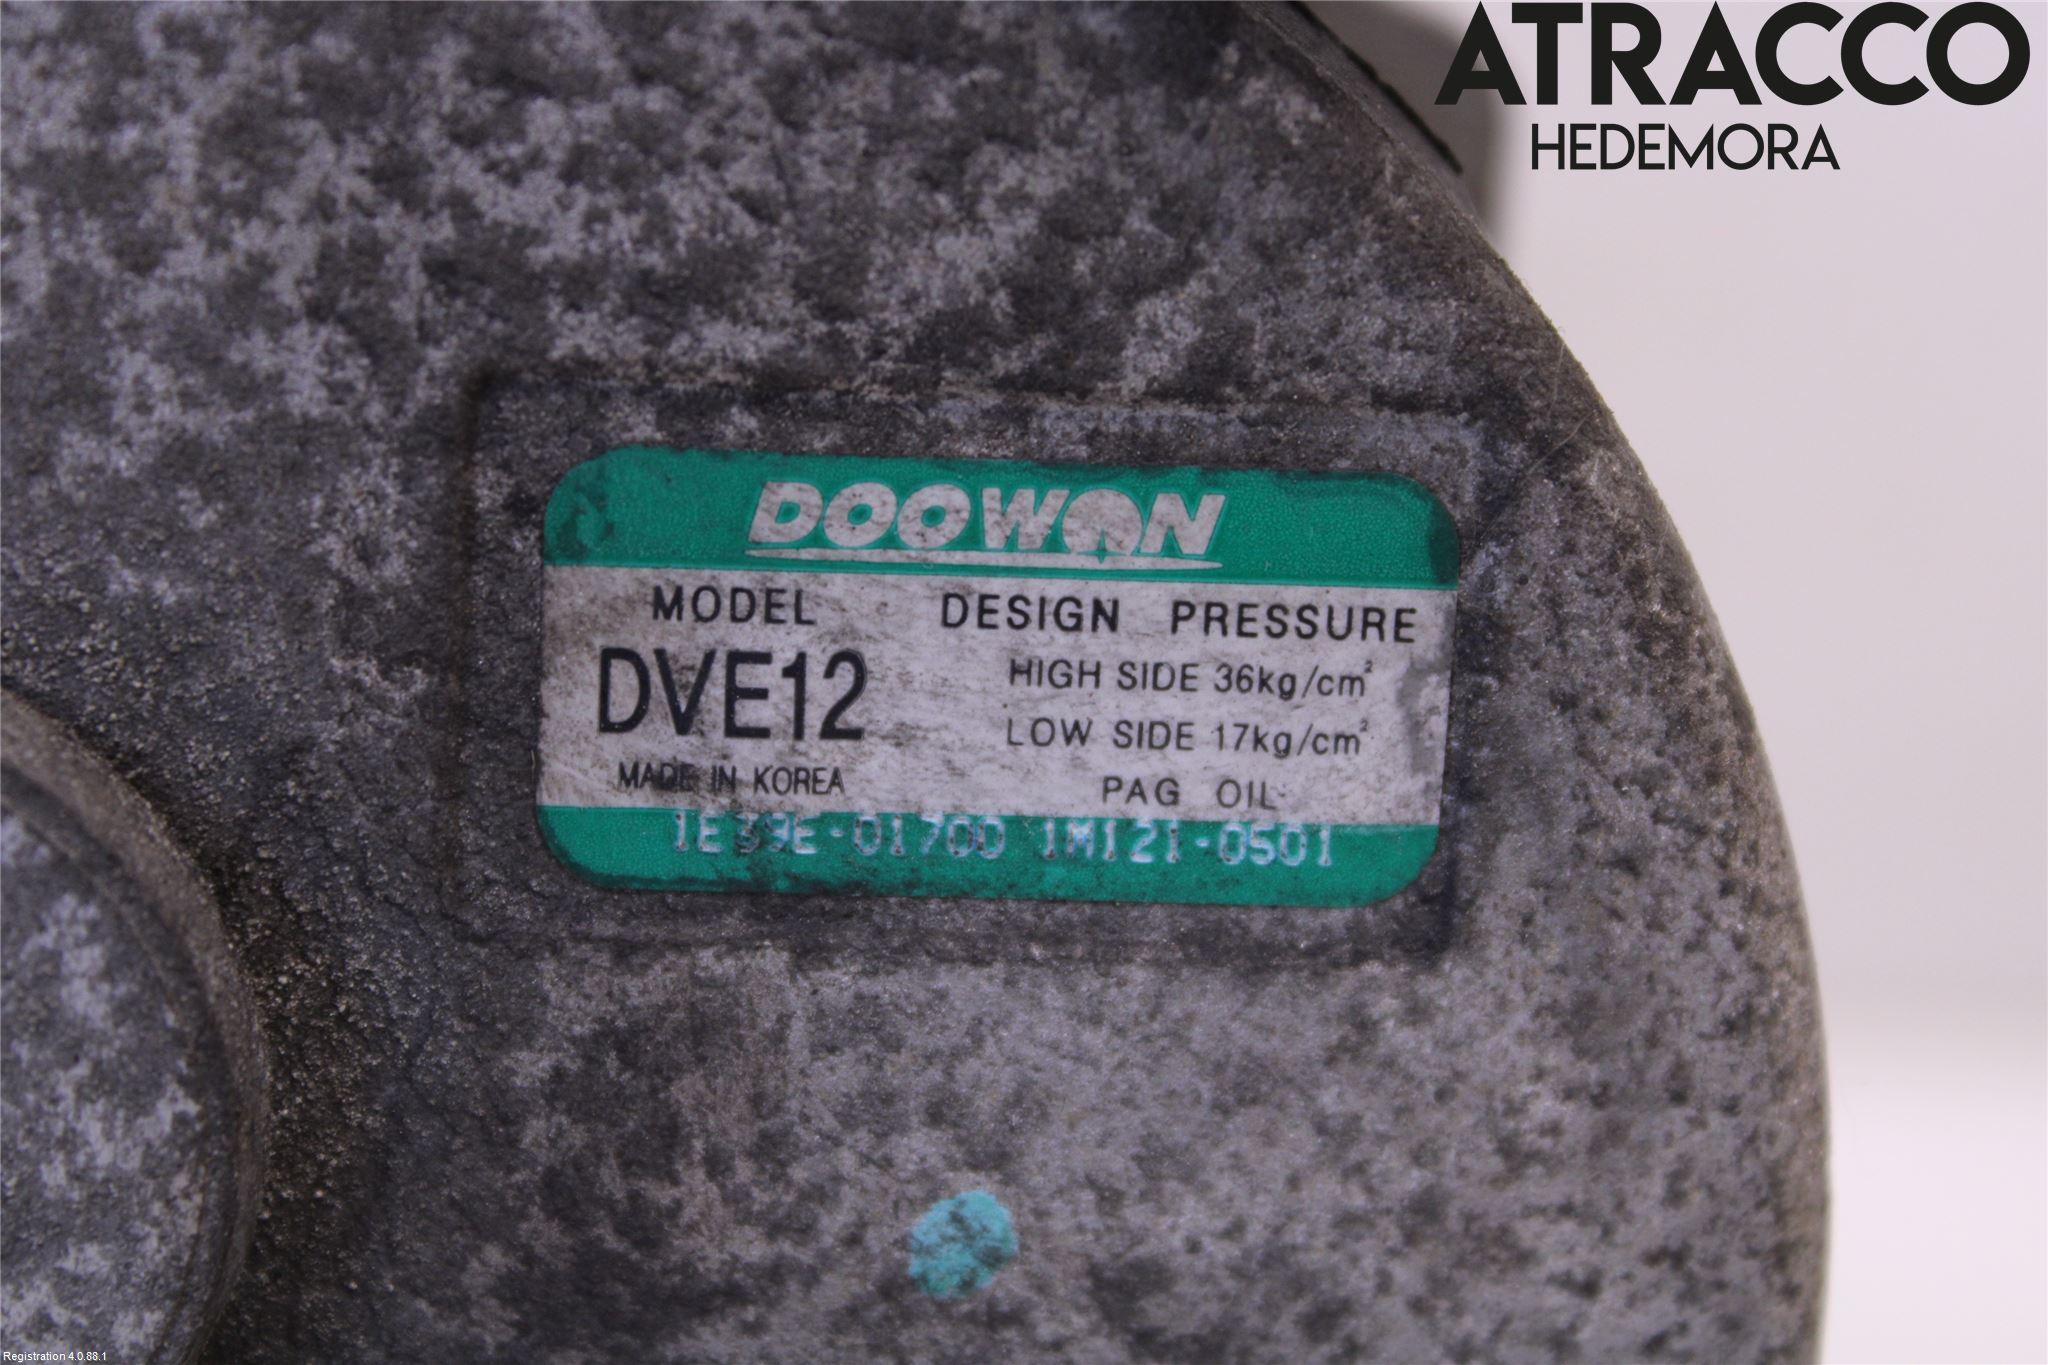 ATRACCO
HEDEMORA
DOOWON
MODEL DESIGN PRESSURE
DVE12 HIGH SIDE 36kg/cm²
LOW SIDE 17kg/cm²
MADE IN KOREA PAG OIL
1E39E-01700 1M121-0501
Registration 4.0.88.1